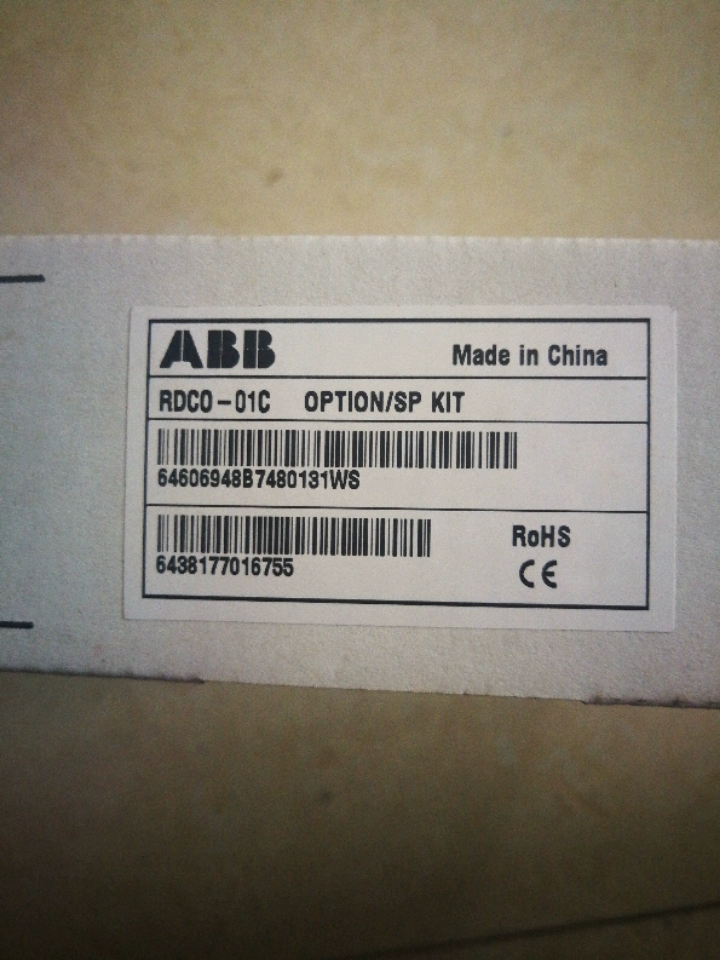 ABB Made in China
RDCO-01C OPTION/SP KIT
64606948B7480131WS
RoHS
6438177016755
CE